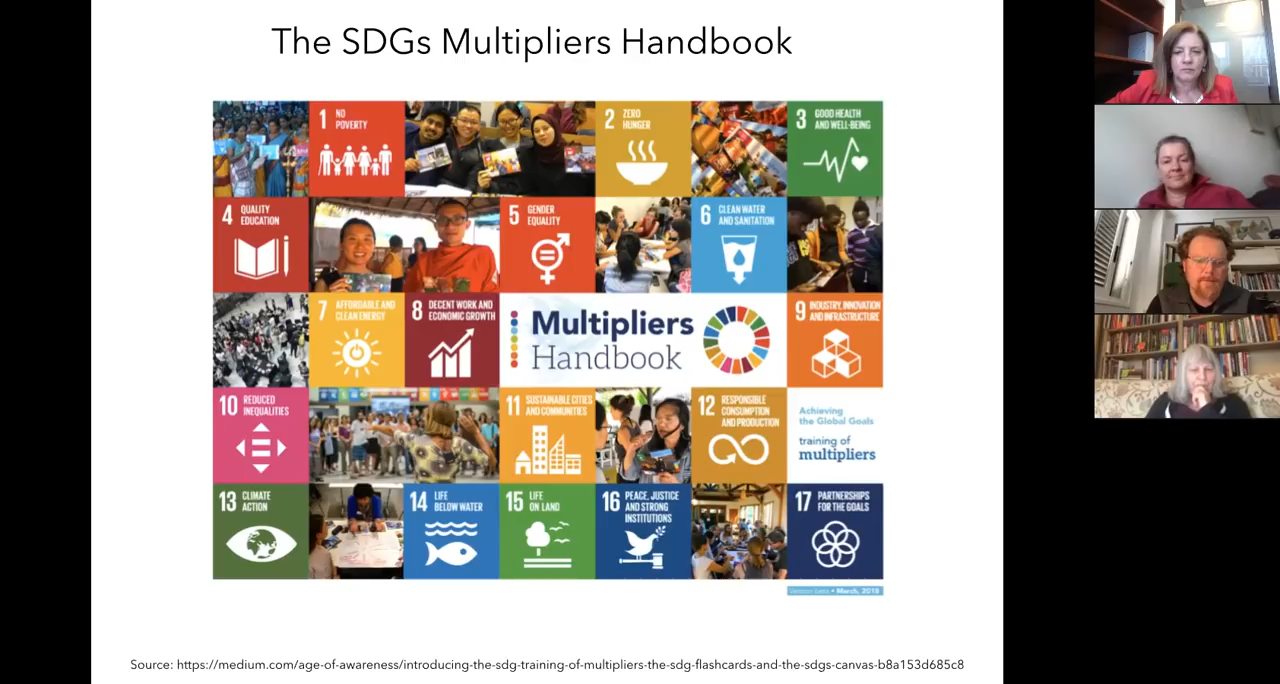 The SDGs Multipliers Handbook
1 NO
POVERTY
2 ZERO
HUNGER
3 GOOD HEALTH
AND WELL-BEING
4 QUALITY
EDUCATION
5 GENDER
EQUALITY
6 CLEAN WATER
AND SANITATION
7 AFFORDABLE AND
CLEAN ENERGY
8 DECENT WORK AND
ECONOMIC GROWTH
Multipliers
Handbook
9 INDUSTRY, INNOVATION
AND INFRASTRUCTURE
10 REDUCED
INEQUALITIES
11 SUSTAINABLE CITIES
AND COMMUNITIES
12 RESPONSIBLE
CONSUMPTION
AND PRODUCTION
Achieving
the Global Goals
training of
multipliers
13 CLIMATE
ACTION
14 LIFE
BELOW WATER
15 LIFE
ON LAND
16 PEACE, JUSTICE
AND STRONG
INSTITUTIONS
17 PARTNERSHIPS
FOR THE GOALS
March, 2018
Source: https://medium.com/age-of-awareness/introducing-the-sdg-training-of-multipliers-the-sdg-flashcards-and-the-sdgs-canvas-b8a153d685c8